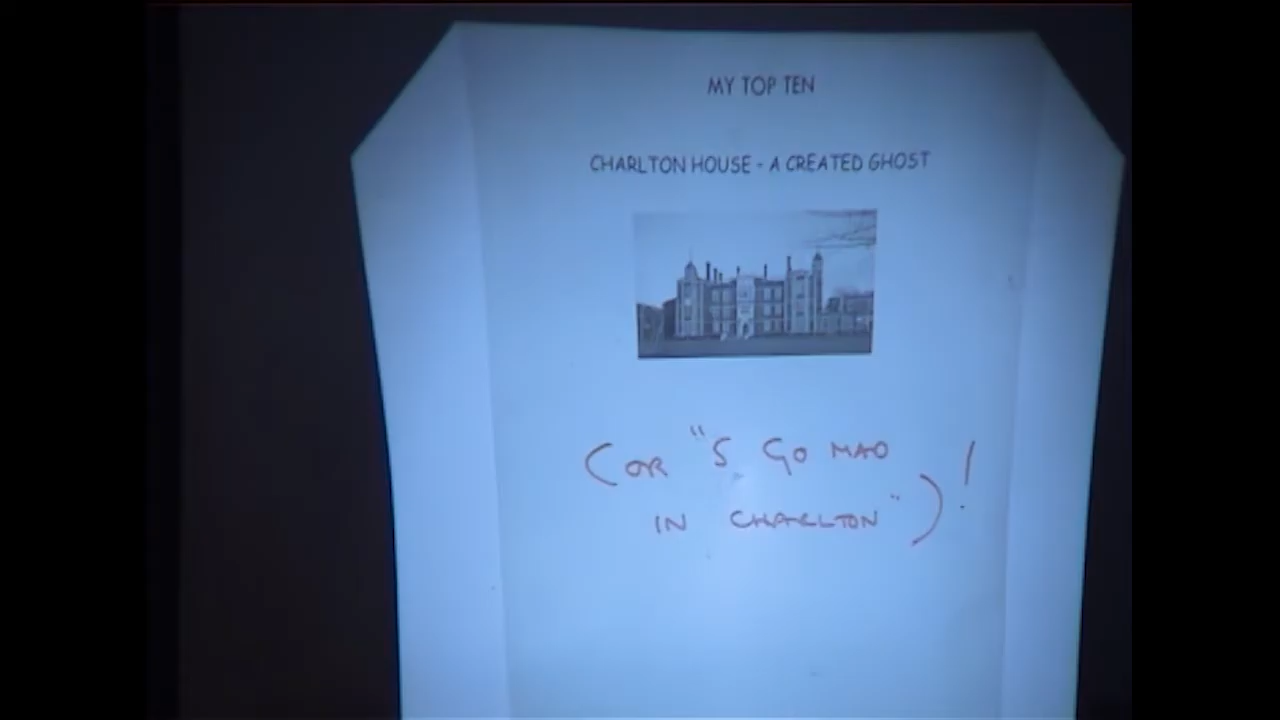 MY TOP TEN
CHARLTON HOUSE - A CREATED GHOST
(OR "5 GO MAD
IN CHARLTON")!